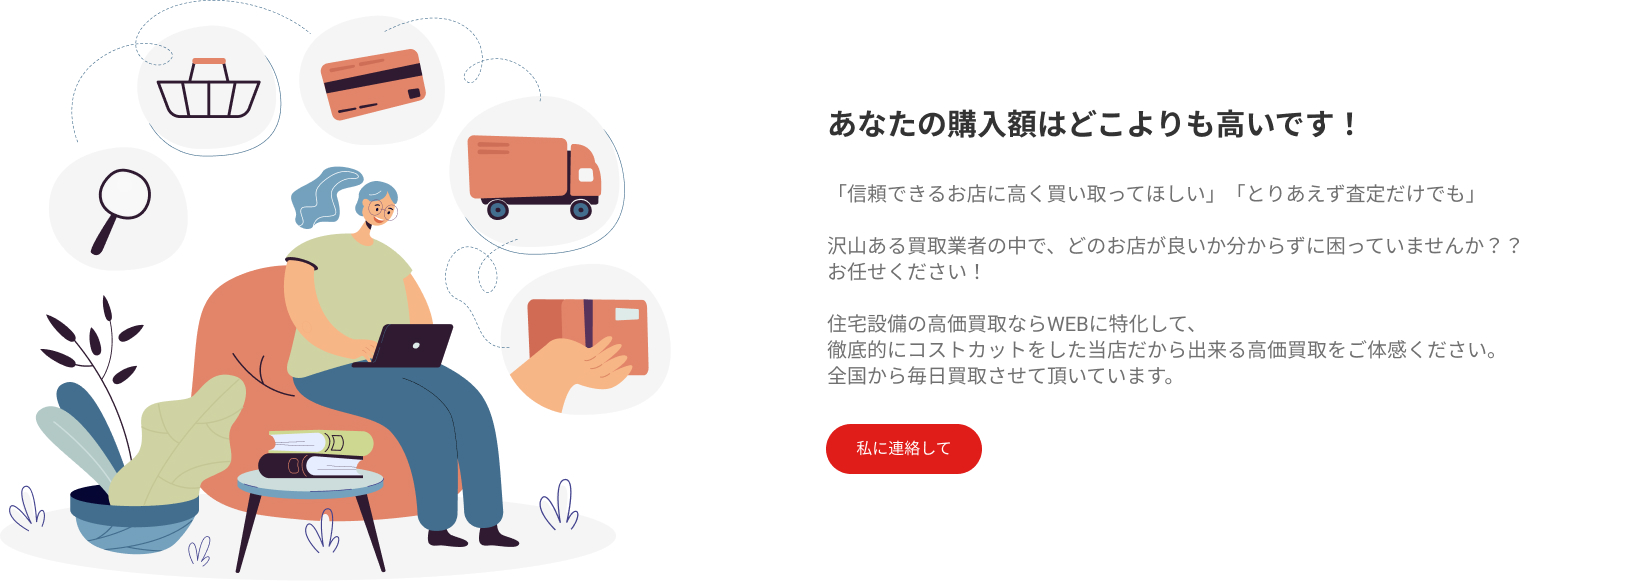 あなたの購入額はどこよりも高いです！
「信頼できるお店に高く買い取ってほしい」「とりあえず査定だけでも」
沢山ある買取業者の中で、どのお店が良いか分からずに困っていませんか？？
お任せください！
住宅設備の高価買取ならWEBに特化して、
徹底的にコストカットをした当店だから出来る高価買取をご体感ください。
全国から毎日買取させて頂いています。
私に連絡して